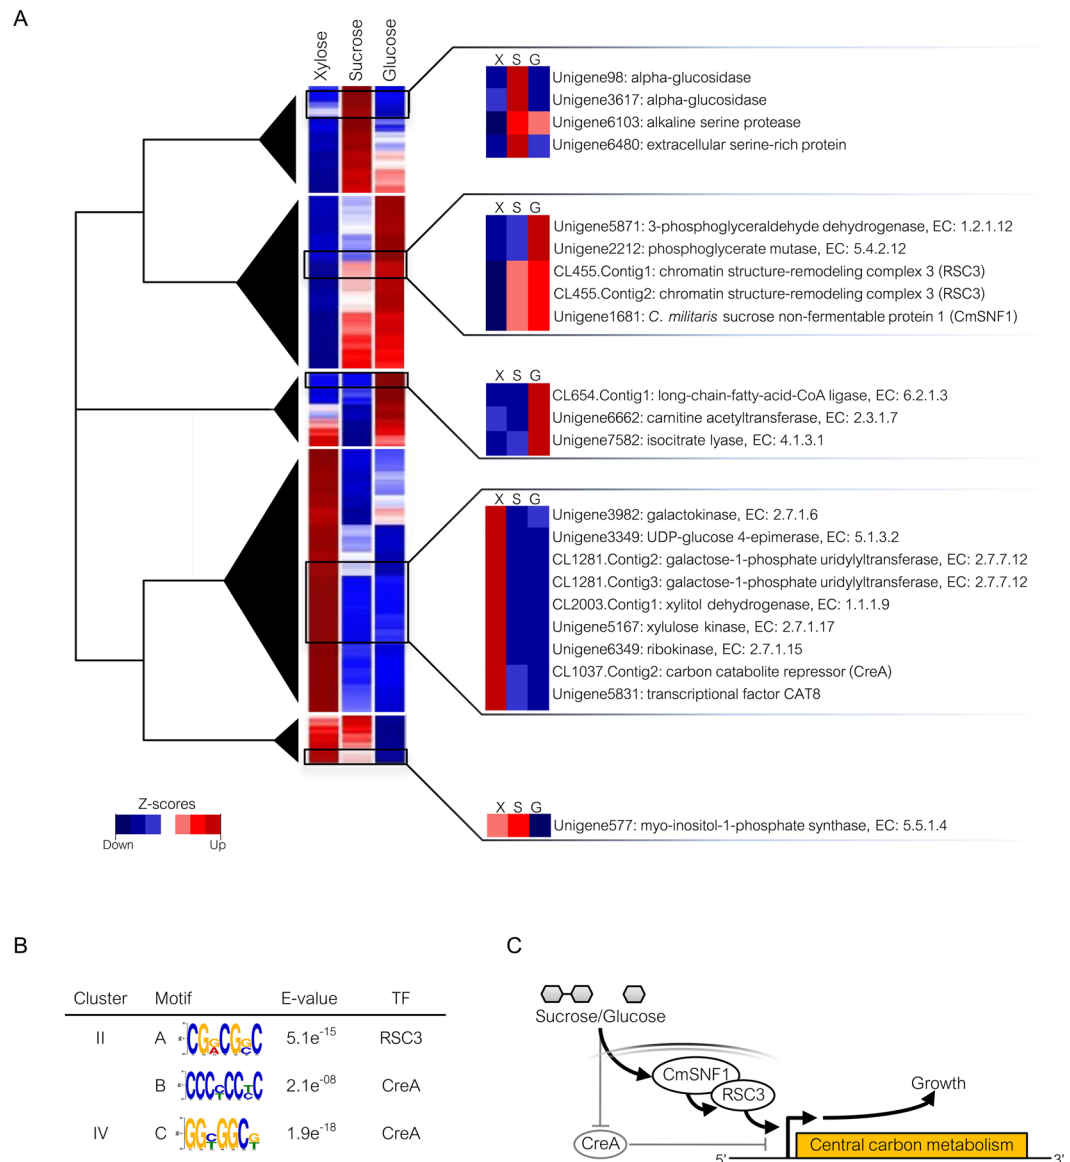 A
Xylose
Sucrose
Glucose
X S G
Unigene98: alpha-glucosidase
Unigene3617: alpha-glucosidase
Unigene6103: alkaline serine protease
Unigene6480: extracellular serine-rich protein
X S G
Unigene5871: 3-phosphoglyceraldehyde dehydrogenase, EC: 1.2.1.12
Unigene2212: phosphoglycerate mutase, EC: 5.4.2.12
CL455.Contig1: chromatin structure-remodeling complex 3 (RSC3)
CL455.Contig2: chromatin structure-remodeling complex 3 (RSC3)
Unigene1681: C. militaris sucrose non-fermentable protein 1 (CmSNF1)
X S G
CL654.Contig1: long-chain-fatty-acid-CoA ligase, EC: 6.2.1.3
Unigene6662: carnitine acetyltransferase, EC: 2.3.1.7
Unigene7582: isocitrate lyase, EC: 4.1.3.1
X S G
Unigene3982: galactokinase, EC: 2.7.1.6
Unigene3349: UDP-glucose 4-epimerase, EC: 5.1.3.2
CL1281.Contig2: galactose-1-phosphate uridylyltransferase, EC: 2.7.7.12
CL1281.Contig3: galactose-1-phosphate uridylyltransferase, EC: 2.7.7.12
CL2003.Contig1: xylitol dehydrogenase, EC: 1.1.1.9
Unigene5167: xylulose kinase, EC: 2.7.1.17
Unigene6349: ribokinase, EC: 2.7.1.15
CL1037.Contig2: carbon catabolite repressor (CreA)
Unigene5831: transcriptional factor CAT8
X S G
Unigene577: myo-inositol-1-phosphate synthase, EC: 5.5.1.4
Z-scores
Down Up
B
Cluster Motif E-value TF
II A CGGCGGC 5.1e-15 RSC3
B CCCCCCTC 2.1e-08 CreA
IV C GGCGGCG 1.9e-18 CreA
C
Sucrose/Glucose
CmSNF1
RSC3
Growth
CreA
Central carbon metabolism
5' 3'